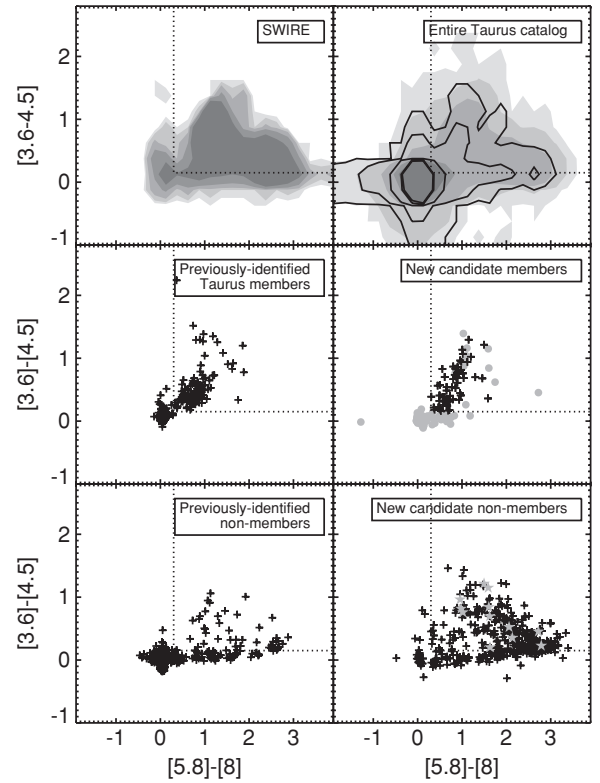 SWIRE
Entire Taurus catalog
[3.6-4.5]
2
1
0
-1
Previously-identified
Taurus members
New candidate members
[3.6]-[4.5]
2
1
0
-1
Previously-identified
non-members
New candidate non-members
[3.6]-[4.5]
2
1
0
-1
-1 0 1 2 3
-1 0 1 2 3
[5.8]-[8]
[5.8]-[8]